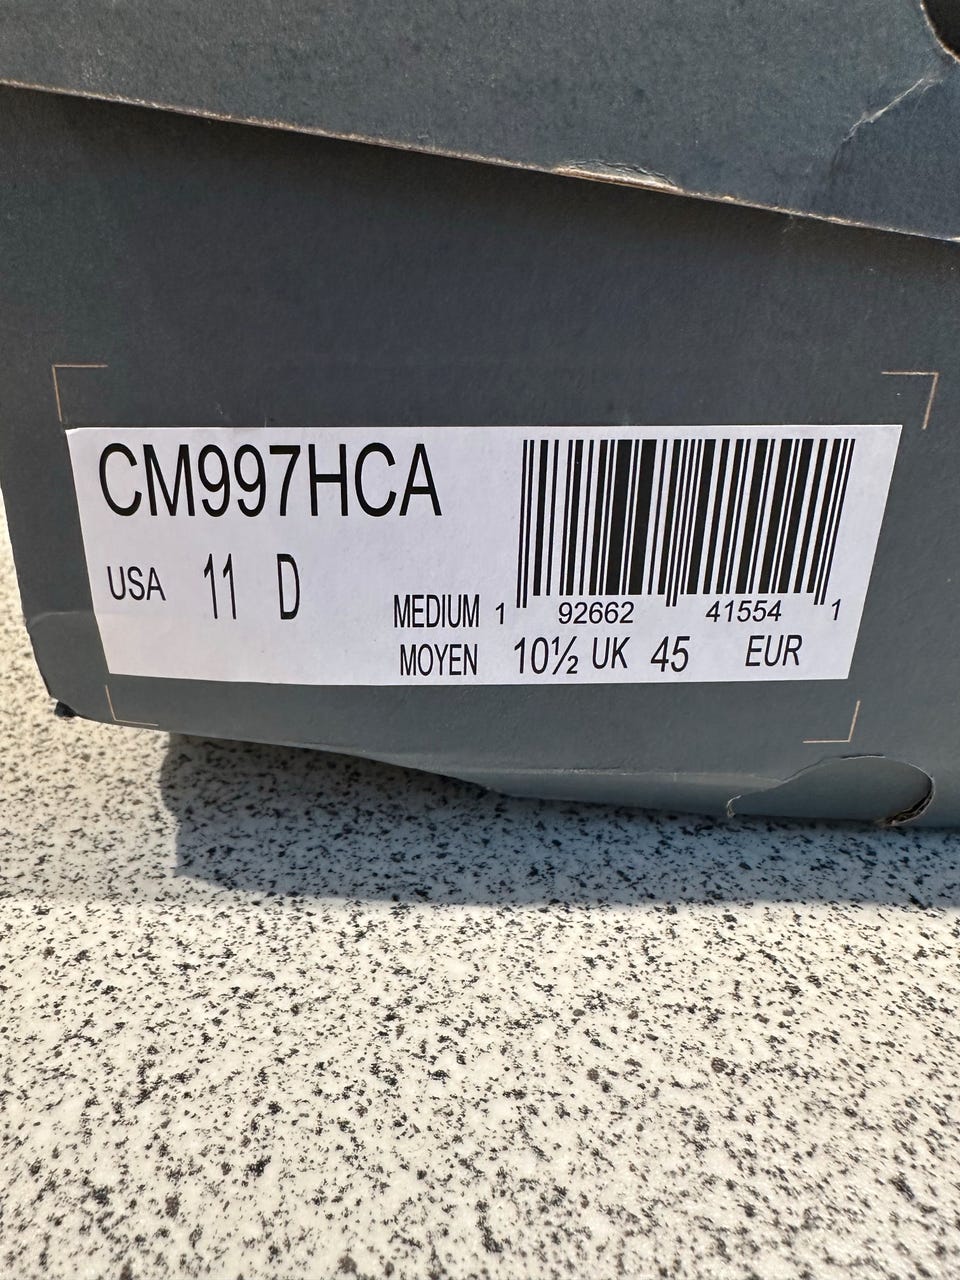 CM997HCA
USA 11 D
MEDIUM 1 92662 41554 1
MOYEN 10½ UK 45 EUR